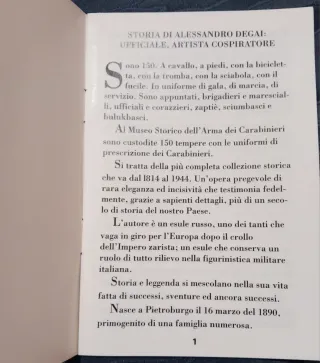 STORIA DI ALESSANDRO DEGAI:
UFFICIALE, ARTISTA COSPIRATORE
Sono 150. A cavallo, a piedi, con la biciclet-
ta, con la tromba, con la sciabola, con il
fucile. In uniforme di gala, di marcia, di
servizio. Sono appuntati, brigadieri e marescial-
li, ufficiali e corazzieri, zaptiè, sciumbusci e
bulukbasci.
Al Museo Storico dell'Arma dei Carabinieri
sono custodite 150 tempere con le uniformi di
prescrizione dei Carabinieri.
Si tratta della più completa collezione storica
che va dal 1814 al 1944. Un'opera pregevole di
rara eleganza ed incisività che testimonia fedel-
mente, grazie a sapienti dettagli, più di un seco-
lo di storia del nostro Paese.
L'autore è un esule russo, uno dei tanti che
vaga in giro per l'Europa dopo il crollo
dell'Impero zarista; un esule che conserva un
ruolo di tutto rilievo nella figurinistica militare
italiana.
Storia e leggenda si mescolano nella sua vita
fatta di successi, sventure ed ancora successi.
Nasce a Pietroburgo il 16 marzo del 1890,
primogenito di una famiglia numerosa.
1